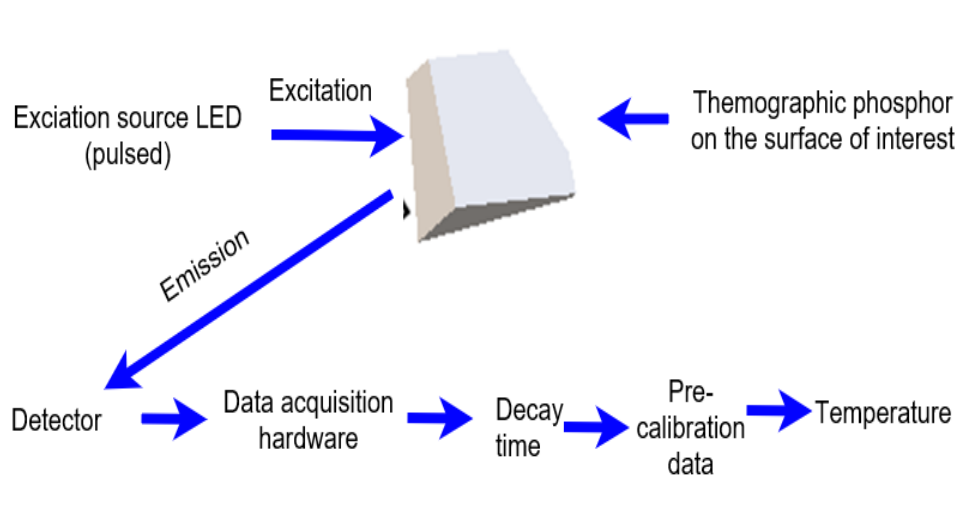 Exciation source LED
(pulsed)
Excitation
Themographic phosphor
on the surface of interest
Emission
Detector
Data acquisition
hardware
Decay
time
Pre-
calibration
data
Temperature